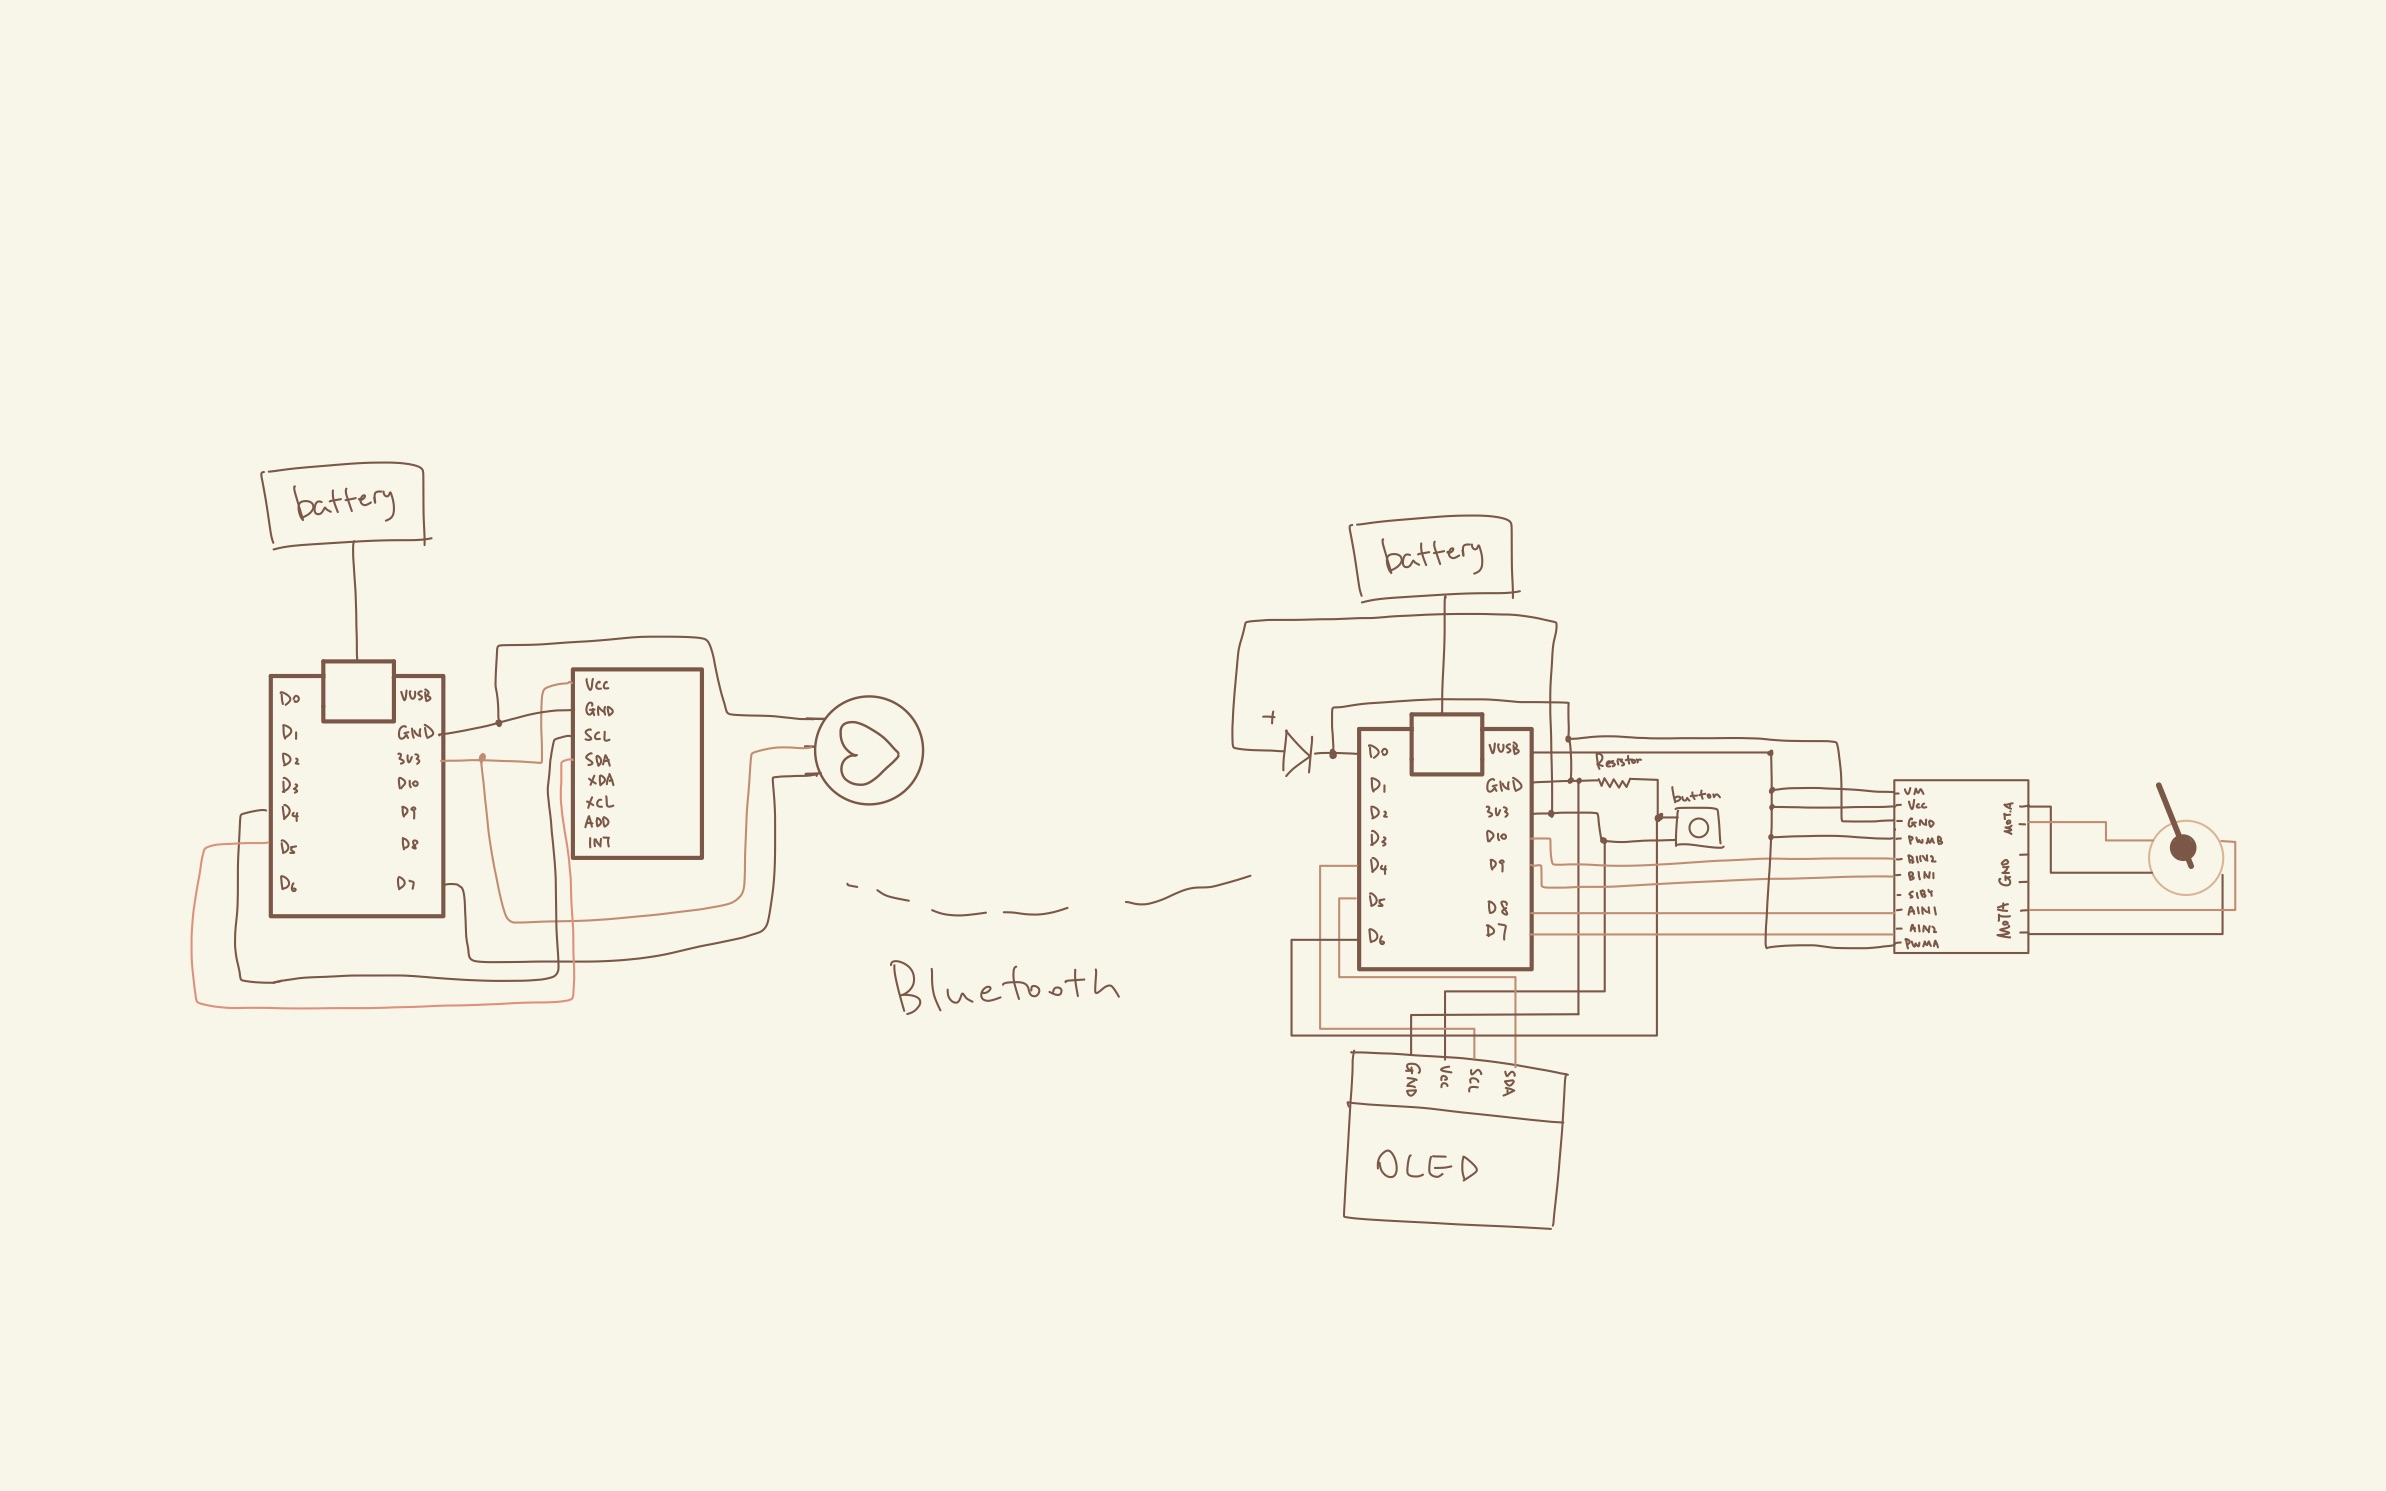 battery
D0
D1
D2
D3
D4
D5
D6
VUSB
GND
3V3
D10
D9
D8
D7
Vcc
GND
SCL
SDA
XDA
XCL
ADD
INT
Bluetooth
battery
+
D0
D1
D2
D3
D4
D5
D6
VUSB
GND
3V3
D10
D9
D8
D7
Resistor
button
VM
Vcc
GND
PWMB
BIN2
BIN1
STBY
AIN1
AIN2
PWMA
MOT.A
GND
MOTA
GND
Vcc
SCL
SDA
OLED